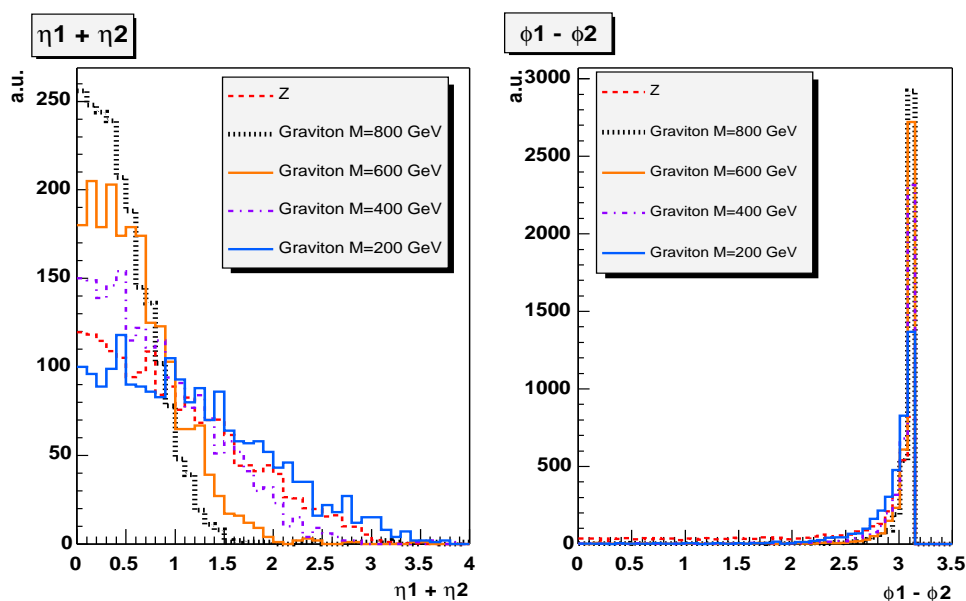 η1 + η2
a.u.
250
200
150
100
50
0
0 0.5 1 1.5 2 2.5 3 3.5 4
η1 + η2
Z
Graviton M=800 GeV
Graviton M=600 GeV
Graviton M=400 GeV
Graviton M=200 GeV
ϕ1 - ϕ2
a.u.
3000
2500
2000
1500
1000
500
0
0 0.5 1 1.5 2 2.5 3 3.5
ϕ1 - ϕ2
Z
Graviton M=800 GeV
Graviton M=600 GeV
Graviton M=400 GeV
Graviton M=200 GeV